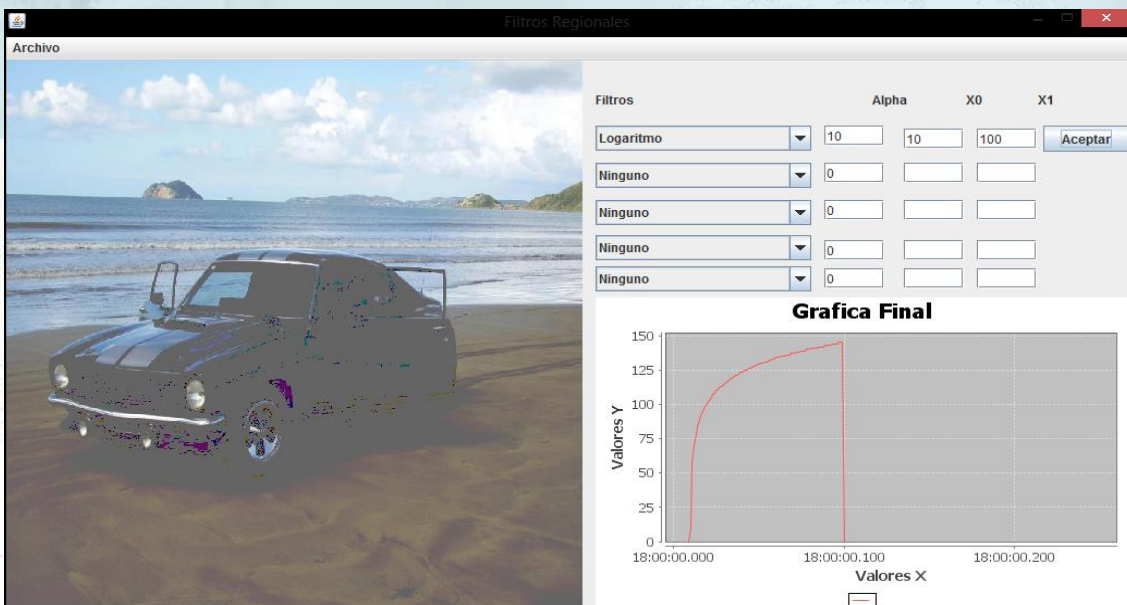 Filtros Regionales
Archivo
Filtros Alpha X0 X1
Logaritmo 10 10 100 Aceptar
Ninguno 0
Ninguno 0
Ninguno 0
Ninguno 0
Grafica Final
150
125
100
75
50
25
0
Valores Y
18:00:00.000 18:00:00.100 18:00:00.200
Valores X